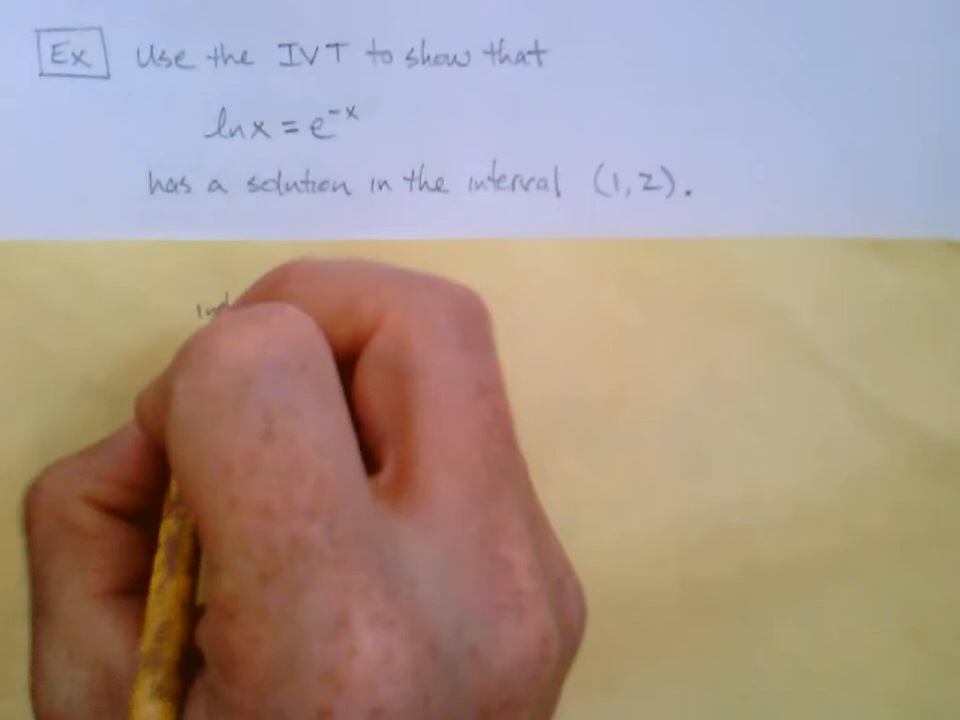 Ex Use the IVT to show that
ln x = e^-x
has a solution in the interval (1,2).